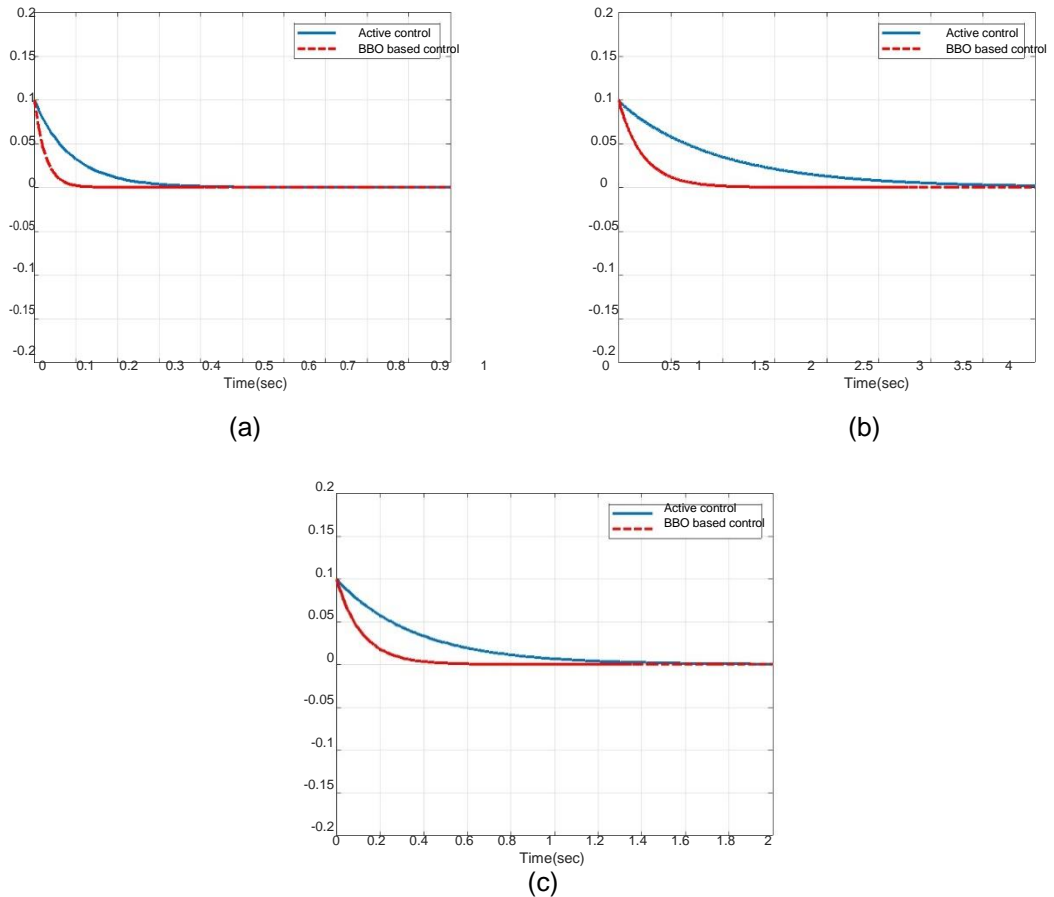 0.2
Active control
BBO based control
0.15
0.1
0.05
0
-0.05
-0.1
-0.15
-0.2
0 0.1 0.2 0.4 0.5 0.6 0.7 0.8 0.9 1
Time(sec)
(a)
0.2
Active control
BBO based control
0.15
0.1
0.05
0
-0.05
-0.1
-0.15
-0.2
0 0.5 1 1.5 2 2.5 3 3.5 4
Time(sec)
(b)
0.2
Active control
BBO based control
0.15
0.1
0.05
0
-0.05
-0.1
-0.15
-0.2
0 0.2 0.4 0.6 0.8 1 1.2 1.4 1.6 1.8 2
Time(sec)
(c)